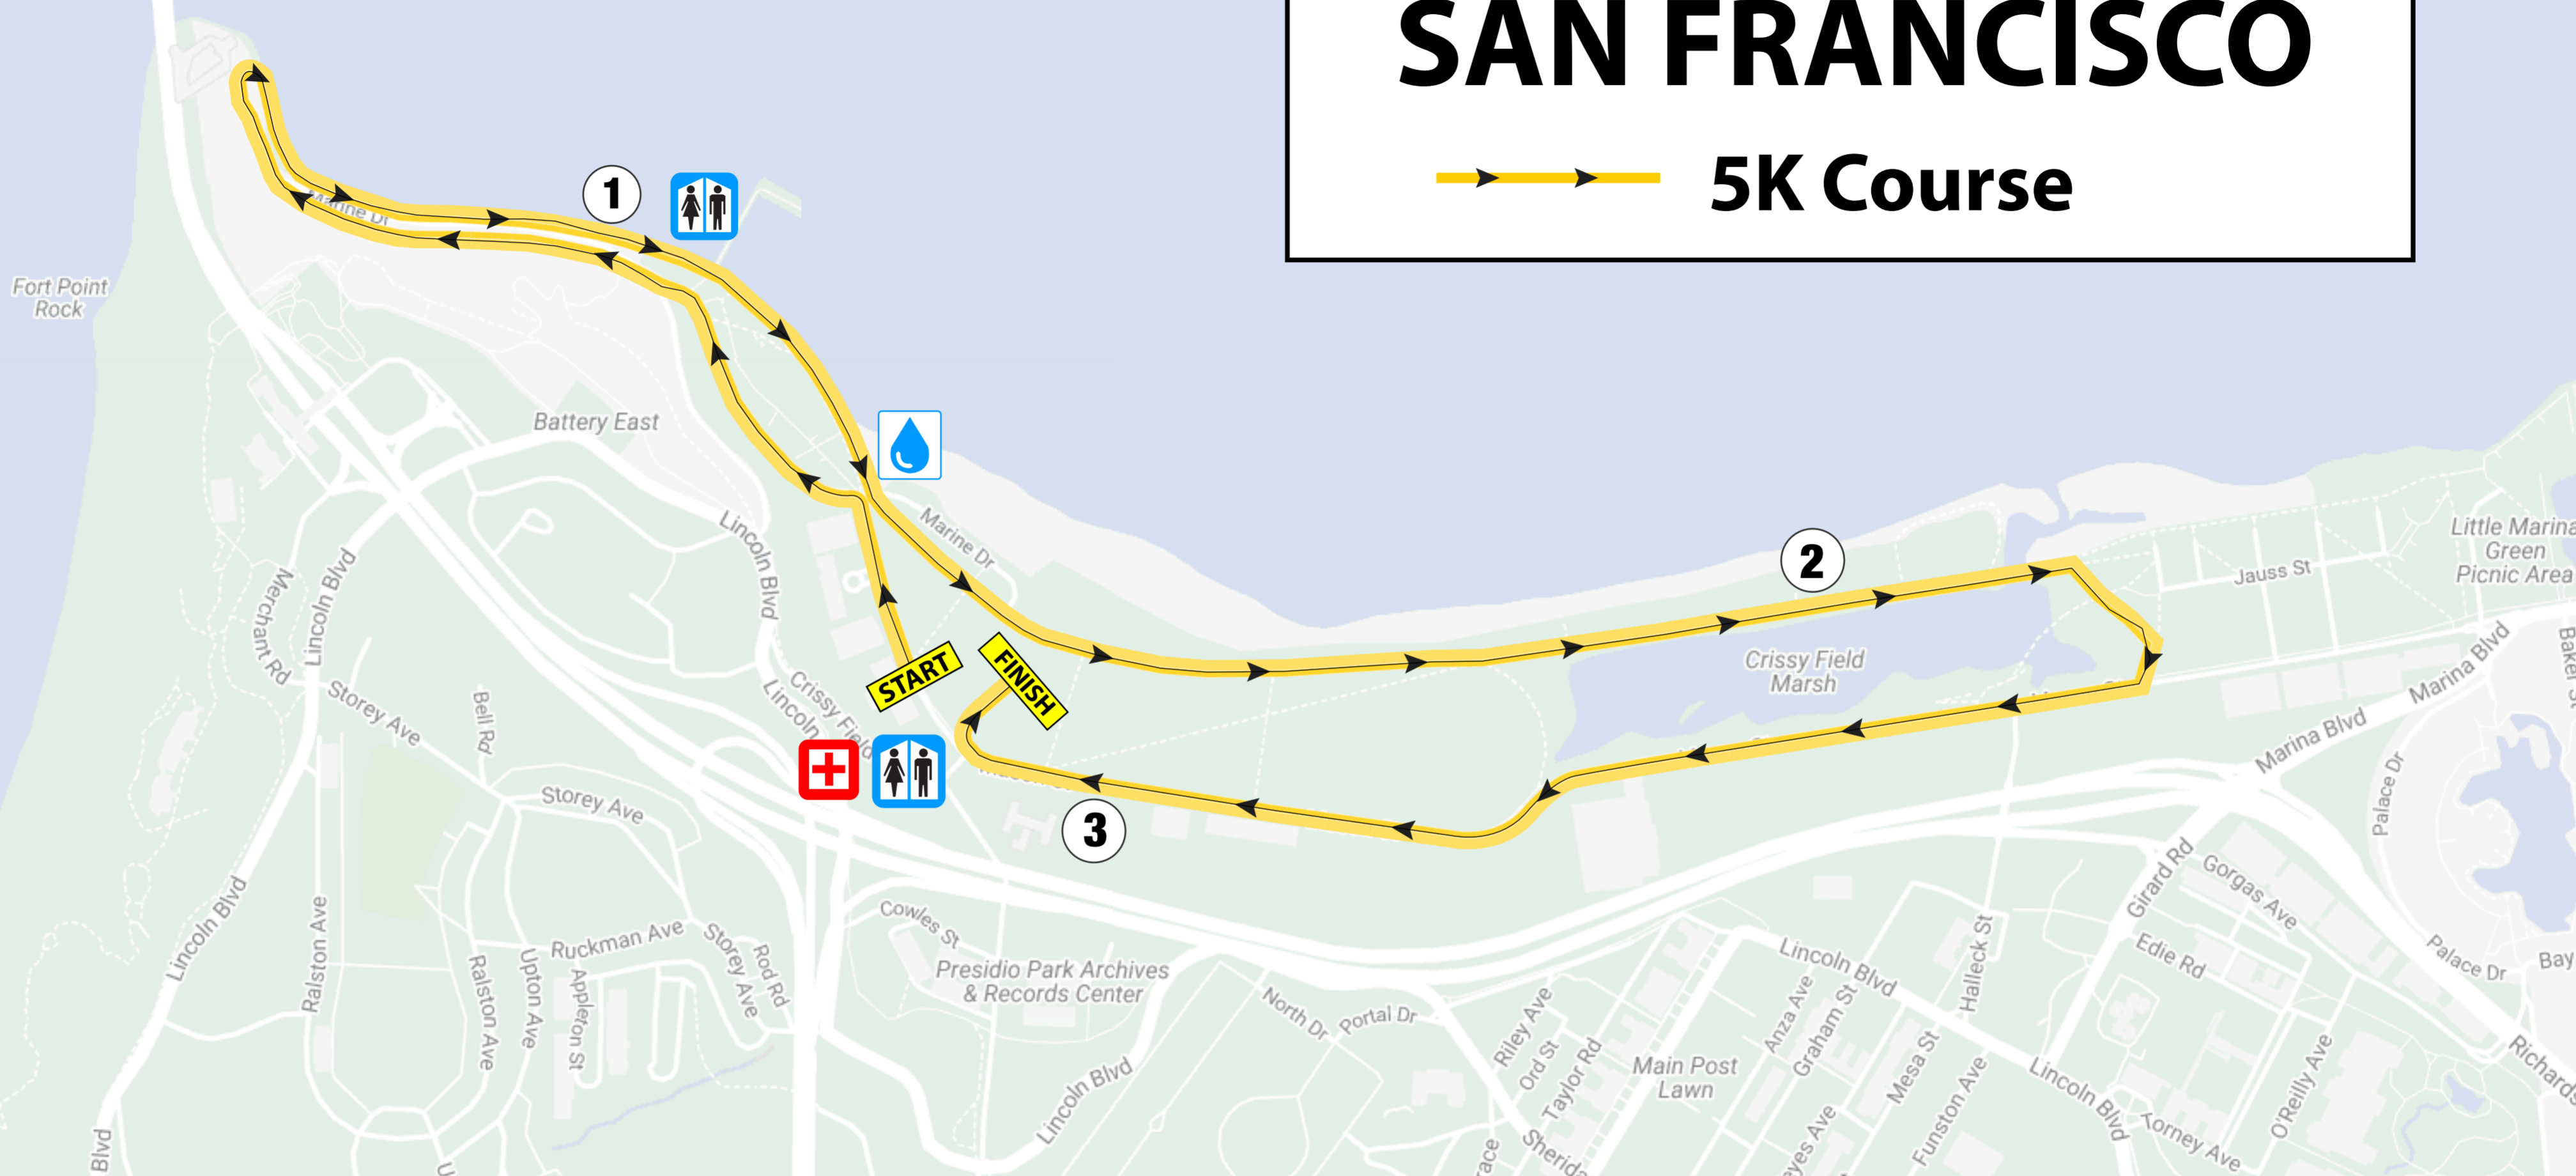 SAN FRANCISCO
5K Course
1
Marine Dr
Fort Point
Rock
Battery East
Marine Dr
Lincoln Blvd
2
Little Marina
Green
Picnic Area
Jauss St
Merchant Rd
Lincoln Blvd
START
FINISH
Crissy Field
Marsh
Marina Blvd
Storey Ave
Bell Rd
Crissy Field
Lincoln
Marina Blvd
Palace Dr
Storey Ave
3
Girard Rd
Gorgas Ave
Lincoln Blvd
Ralston Ave
Cowles St
Ruckman Ave
Storey Ave
Rod Rd
Presidio Park Archives
& Records Center
Lincoln Blvd
Halleck St
Edie Rd
Palace Dr
Bay
Ralston Ave
Upton Ave
Appleton St
North Dr
Portal Dr
Riley Ave
Ord St
Taylor Rd
Anza Ave
Graham St
Mesa St
Funston Ave
Main Post
Lawn
Lincoln Blvd
Lincoln Blvd
Torney Ave
O'Reilly Ave
Blvd